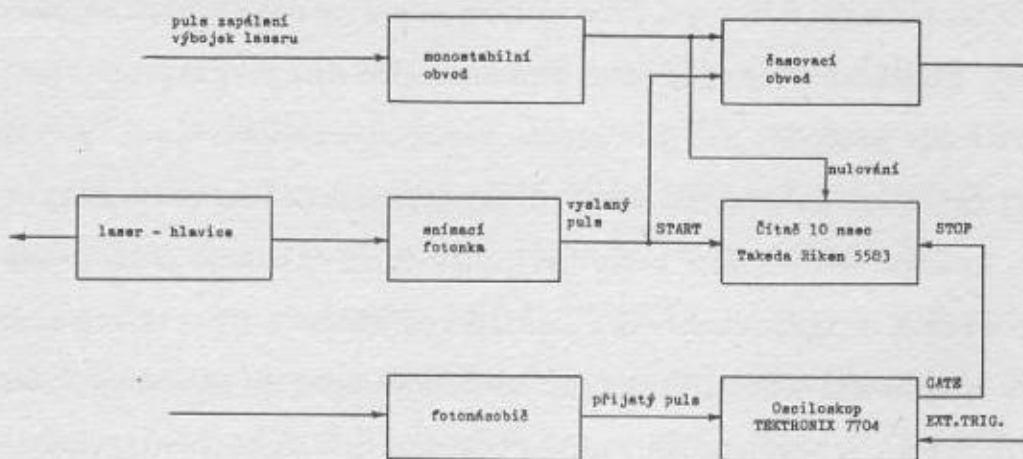 puls zapálení
výbojek laseru
monostabilní
obvod
časovací
obvod
nulování
laser - hlavice
snímací
fotonka
vyslaný
puls
START
Čítač 10 nsec
Takeda Riken 5583
STOP
fotonásobič
přijatý puls
Osciloskop
TEKTRONIX 7704
GATE
EXT.TRIG.